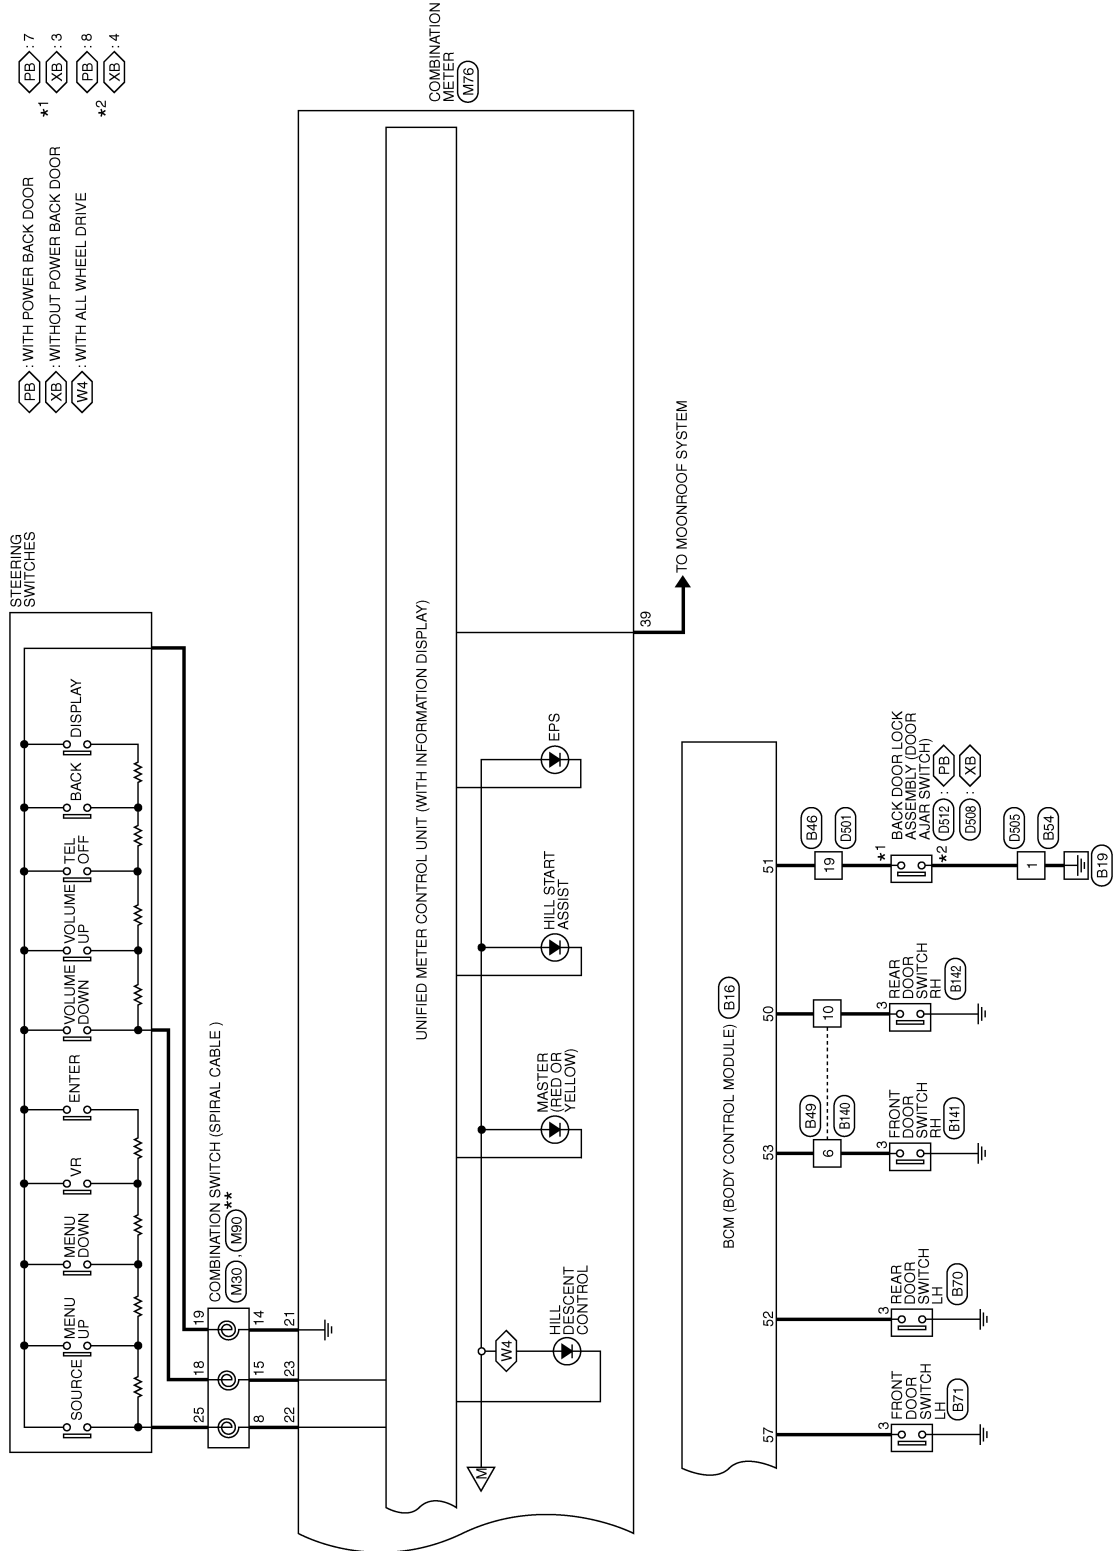 STEERING
SWITCHES
SOURCE
MENU
UP
MENU
DOWN
VR
ENTER
VOLUME
DOWN
VOLUME
UP
TEL
OFF
BACK
DISPLAY
PB : WITH POWER BACK DOOR
XB : WITHOUT POWER BACK DOOR
W4 : WITH ALL WHEEL DRIVE
*1
PB : 7
XB : 3
*2
PB : 8
XB : 4
25
18
19
COMBINATION SWITCH (SPIRAL CABLE )
M30 , M90 **
8
15
14
22
23
21
COMBINATION
METER
M76
UNIFIED METER CONTROL UNIT (WITH INFORMATION DISPLAY)
M
W4
HILL
DESCENT
CONTROL
MASTER
(RED OR
YELLOW)
HILL START
ASSIST
EPS
39
TO MOONROOF SYSTEM
BCM (BODY CONTROL MODULE) B16
57
52
53
50
51
6
B49
B140
10
19
B46
D501
3
FRONT
DOOR
SWITCH
LH
B71
3
REAR
DOOR
SWITCH
LH
B70
3
FRONT
DOOR
SWITCH
RH
B141
3
REAR
DOOR
SWITCH
RH
B142
*1
*2
BACK DOOR LOCK
ASSEMBLY (DOOR
AJAR SWITCH)
D512 : PB
D508 : XB
1
D505
B54
B19